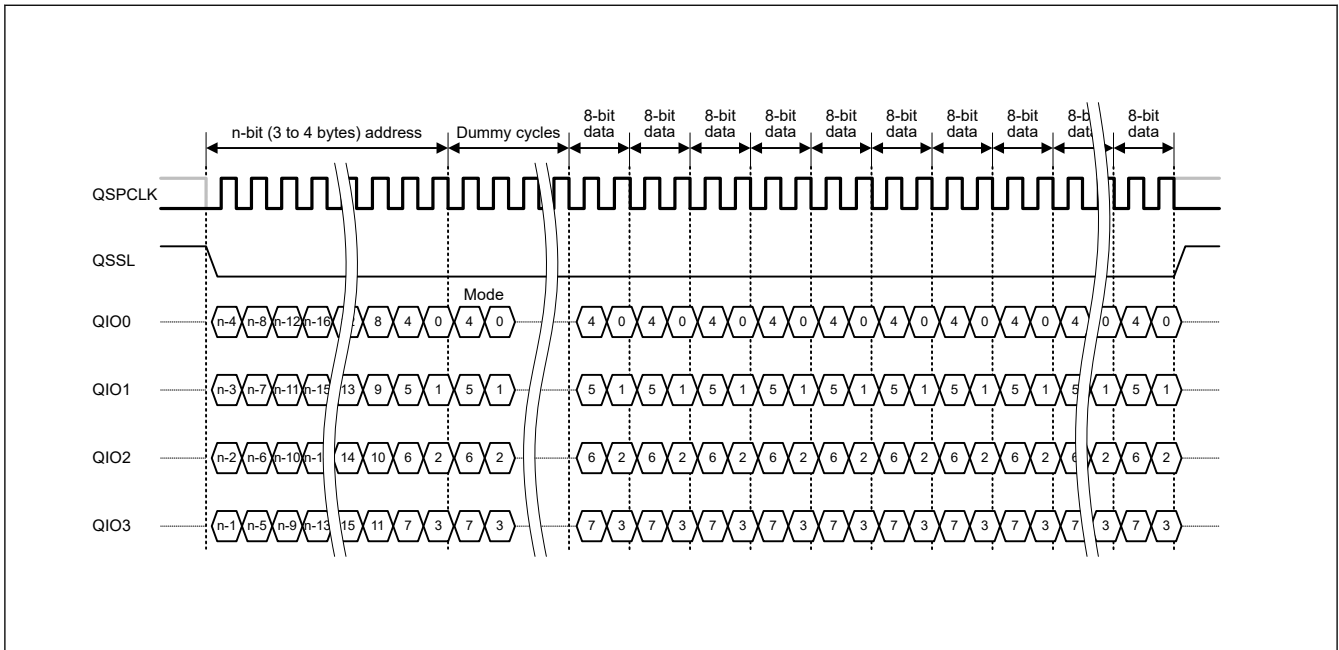 8-bit data 8-bit data 8-bit data 8-bit data 8-bit data 8-bit data 8-bit data 8-bit data 8-b 8-bit data
n-bit (3 to 4 bytes) address Dummy cycles
QSPCLK
QSSL
Mode
QIO0 n-4 n-8 n-12 n-16 8 4 0 4 0 4 0 4 0 4 0 4 0 4 0 4 0 4 0 4 0 4 0 4 0
QIO1 n-3 n-7 n-11 n-15 13 9 5 1 5 1 5 1 5 1 5 1 5 1 5 1 5 1 5 1 5 1 5 1 5 1
QIO2 n-2 n-6 n-10 n-1 14 10 6 2 6 2 6 2 6 2 6 2 6 2 6 2 6 2 6 2 6 2 6 2 6 2
QIO3 n-1 n-5 n-9 n-13 15 11 7 3 7 3 7 3 7 3 7 3 7 3 7 3 7 3 7 3 7 3 7 3 7 3